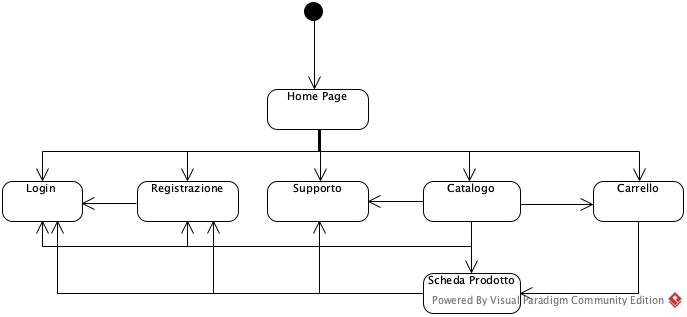 Home Page
Login
Registrazione
Supporto
Catalogo
Carrello
Scheda Prodotto
Powered By Visual Paradigm Community Edition